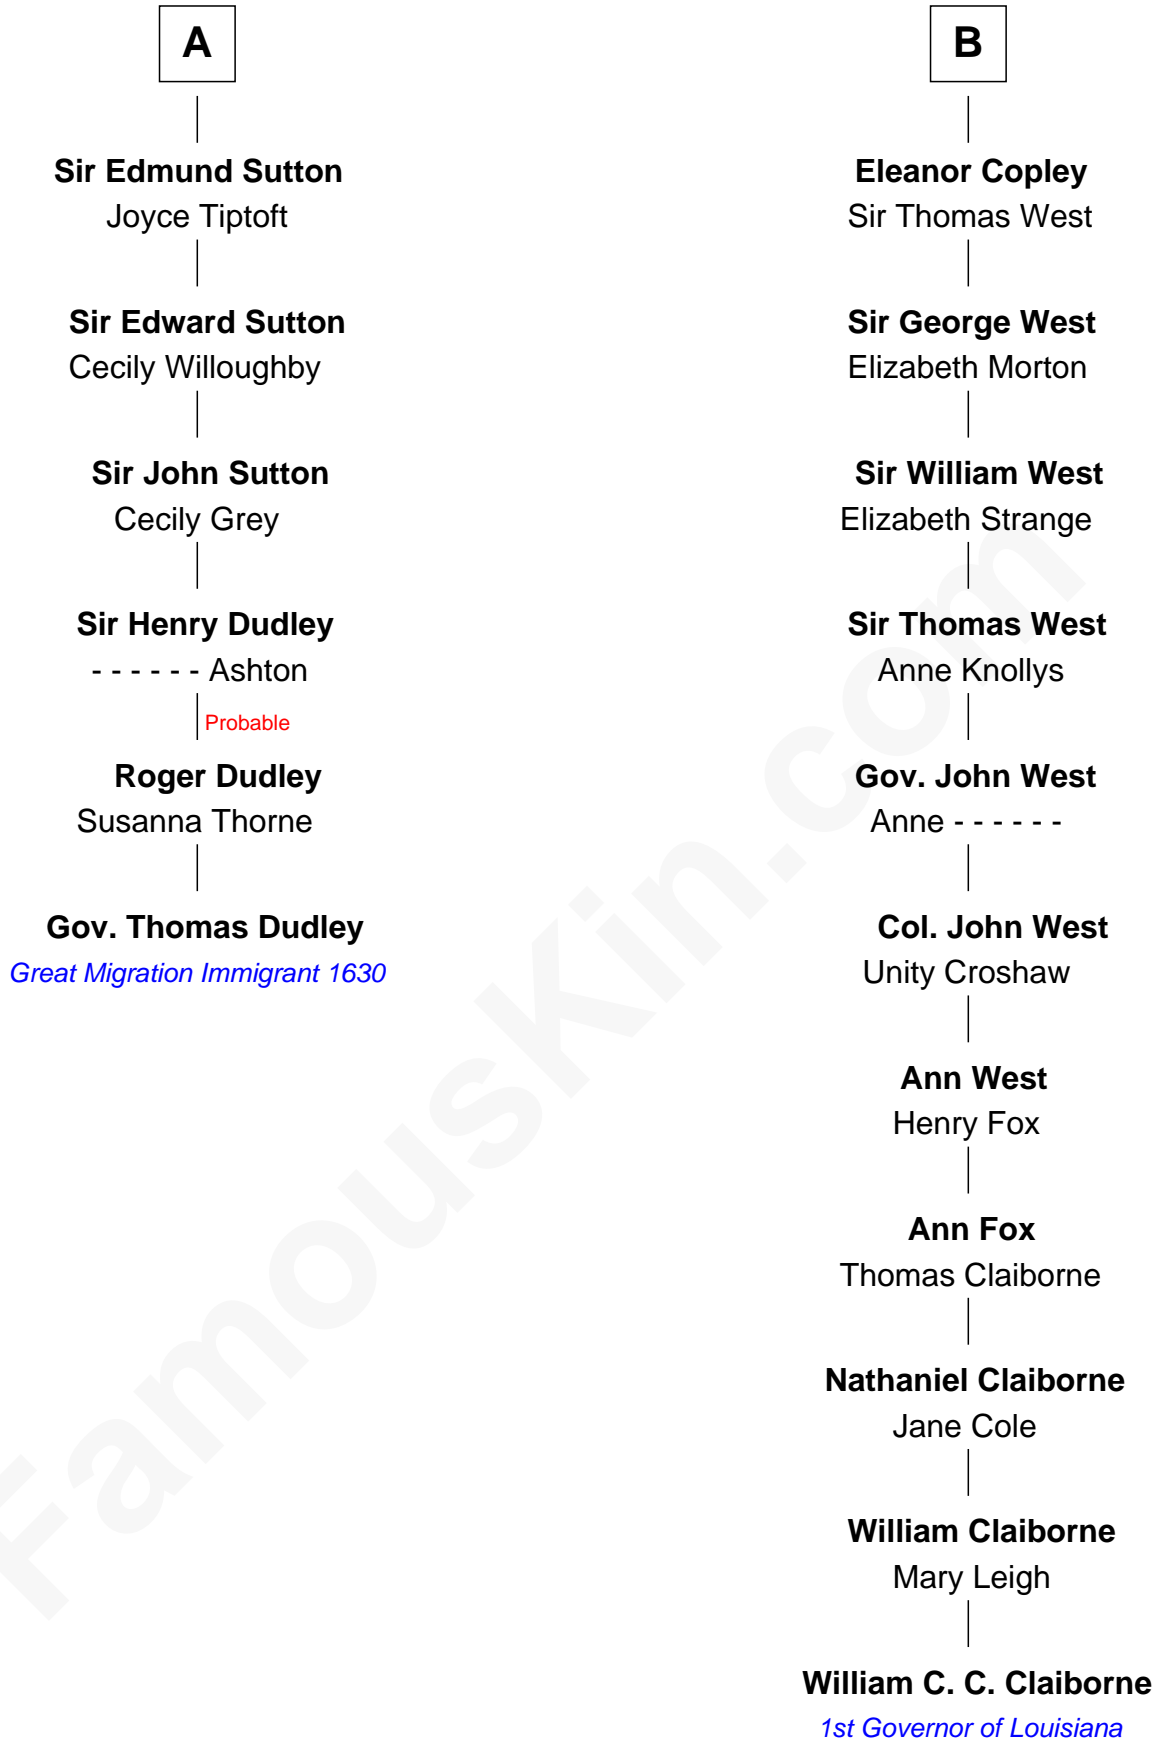 A
Sir Edmund Sutton
Joyce Tiptoft
Sir Edward Sutton
Cecily Willoughby
Sir John Sutton
Cecily Grey
Sir Henry Dudley
- - - - - - Ashton
Probable
Roger Dudley
Susanna Thorne
Gov. Thomas Dudley
Great Migration Immigrant 1630
B
Eleanor Copley
Sir Thomas West
Sir George West
Elizabeth Morton
Sir William West
Elizabeth Strange
Sir Thomas West
Anne Knollys
Gov. John West
Anne - - - - - -
Col. John West
Unity Croshaw
Ann West
Henry Fox
Ann Fox
Thomas Claiborne
Nathaniel Claiborne
Jane Cole
William Claiborne
Mary Leigh
William C. C. Claiborne
1st Governor of Louisiana
FamousKin.com